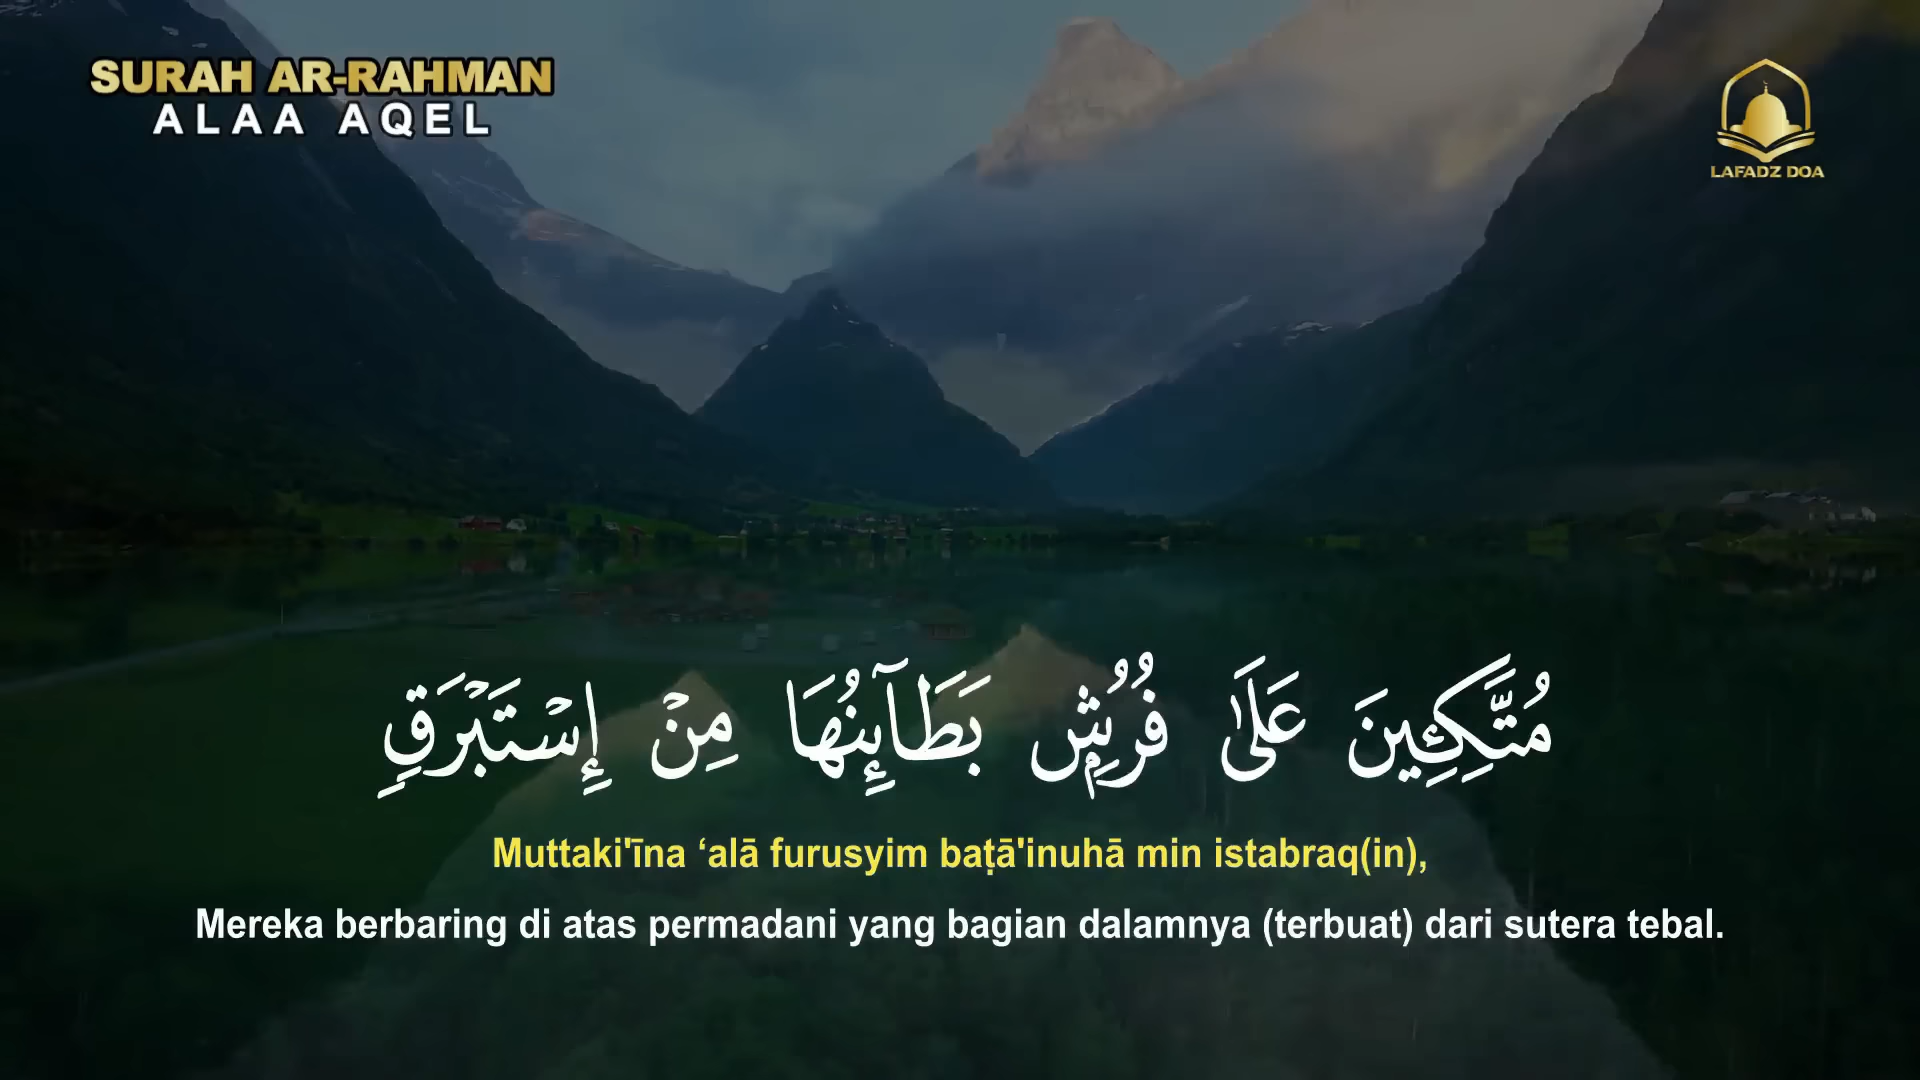 SURAH AR-RAHMAN
ALAA AQEL
LAFADZ DOA
مُتَّكِـِٔينَ عَلَىٰ فُرُشٍۭ بَطَآئِنُهَا مِنْ إِسْتَبْرَقٍ
Muttaki'īna ‘alā furusyim baṭā'inuhā min istabraq(in),
Mereka berbaring di atas permadani yang bagian dalamnya (terbuat) dari sutera tebal.